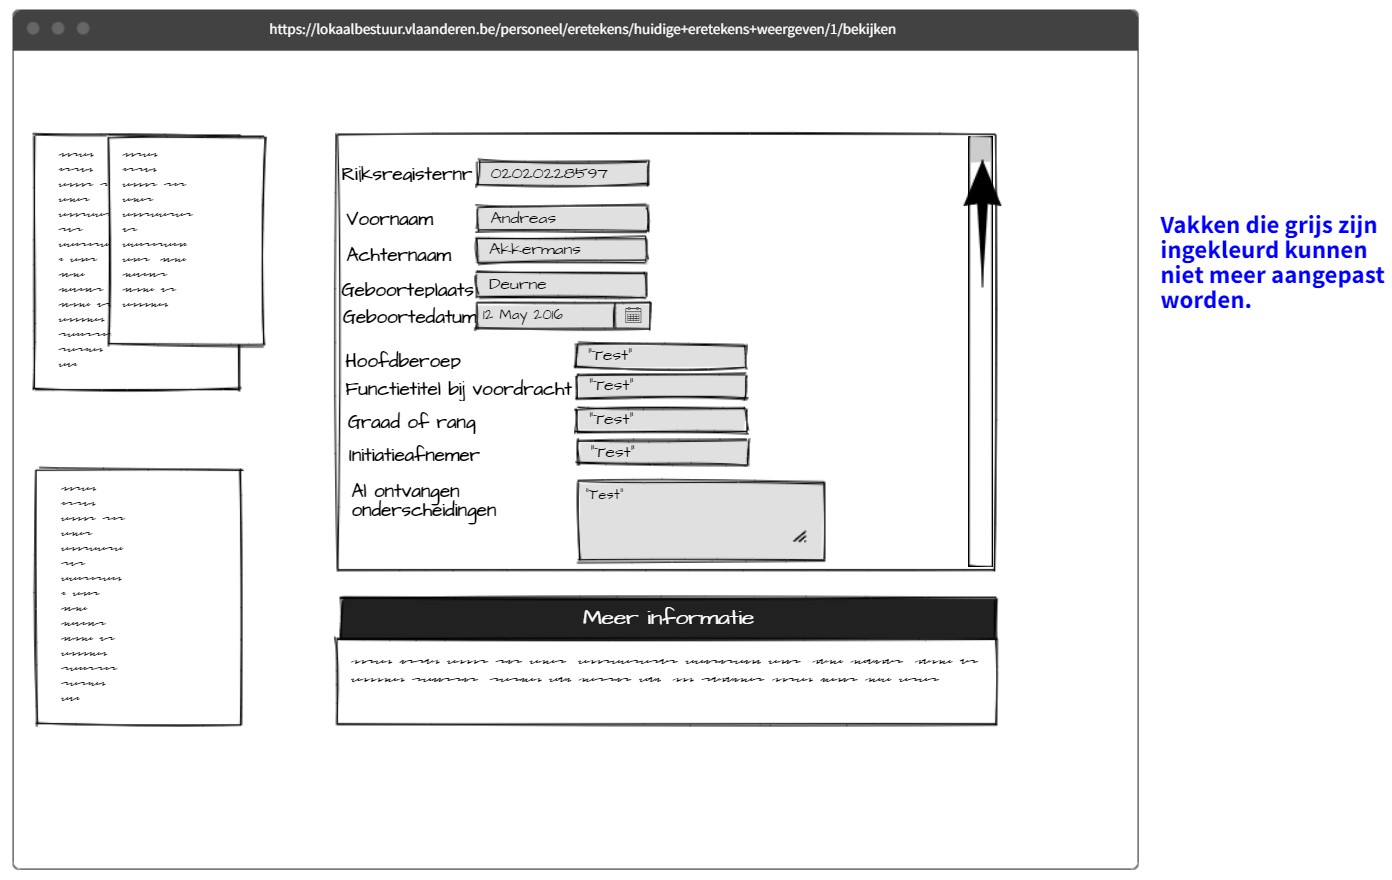 https://lokaalbestuur.vlaanderen.be/personeel/eretekens/huidige+eretekens+weergeven/1/bekijken
Rijksregisternr 02020228597
Voornaam Andreas
Achternaam Akkermans
Geboorteplaats Deurne
Geboortedatum 12 May 2016
Hoofdberoep "Test"
Functietitel bij voordracht "Test"
Graad of rang "Test"
Initiatieafnemer "Test"
Al ontvangen
onderscheidingen
"Test"
Meer informatie
Vakken die grijs zijn
ingekleurd kunnen
niet meer aangepast
worden.